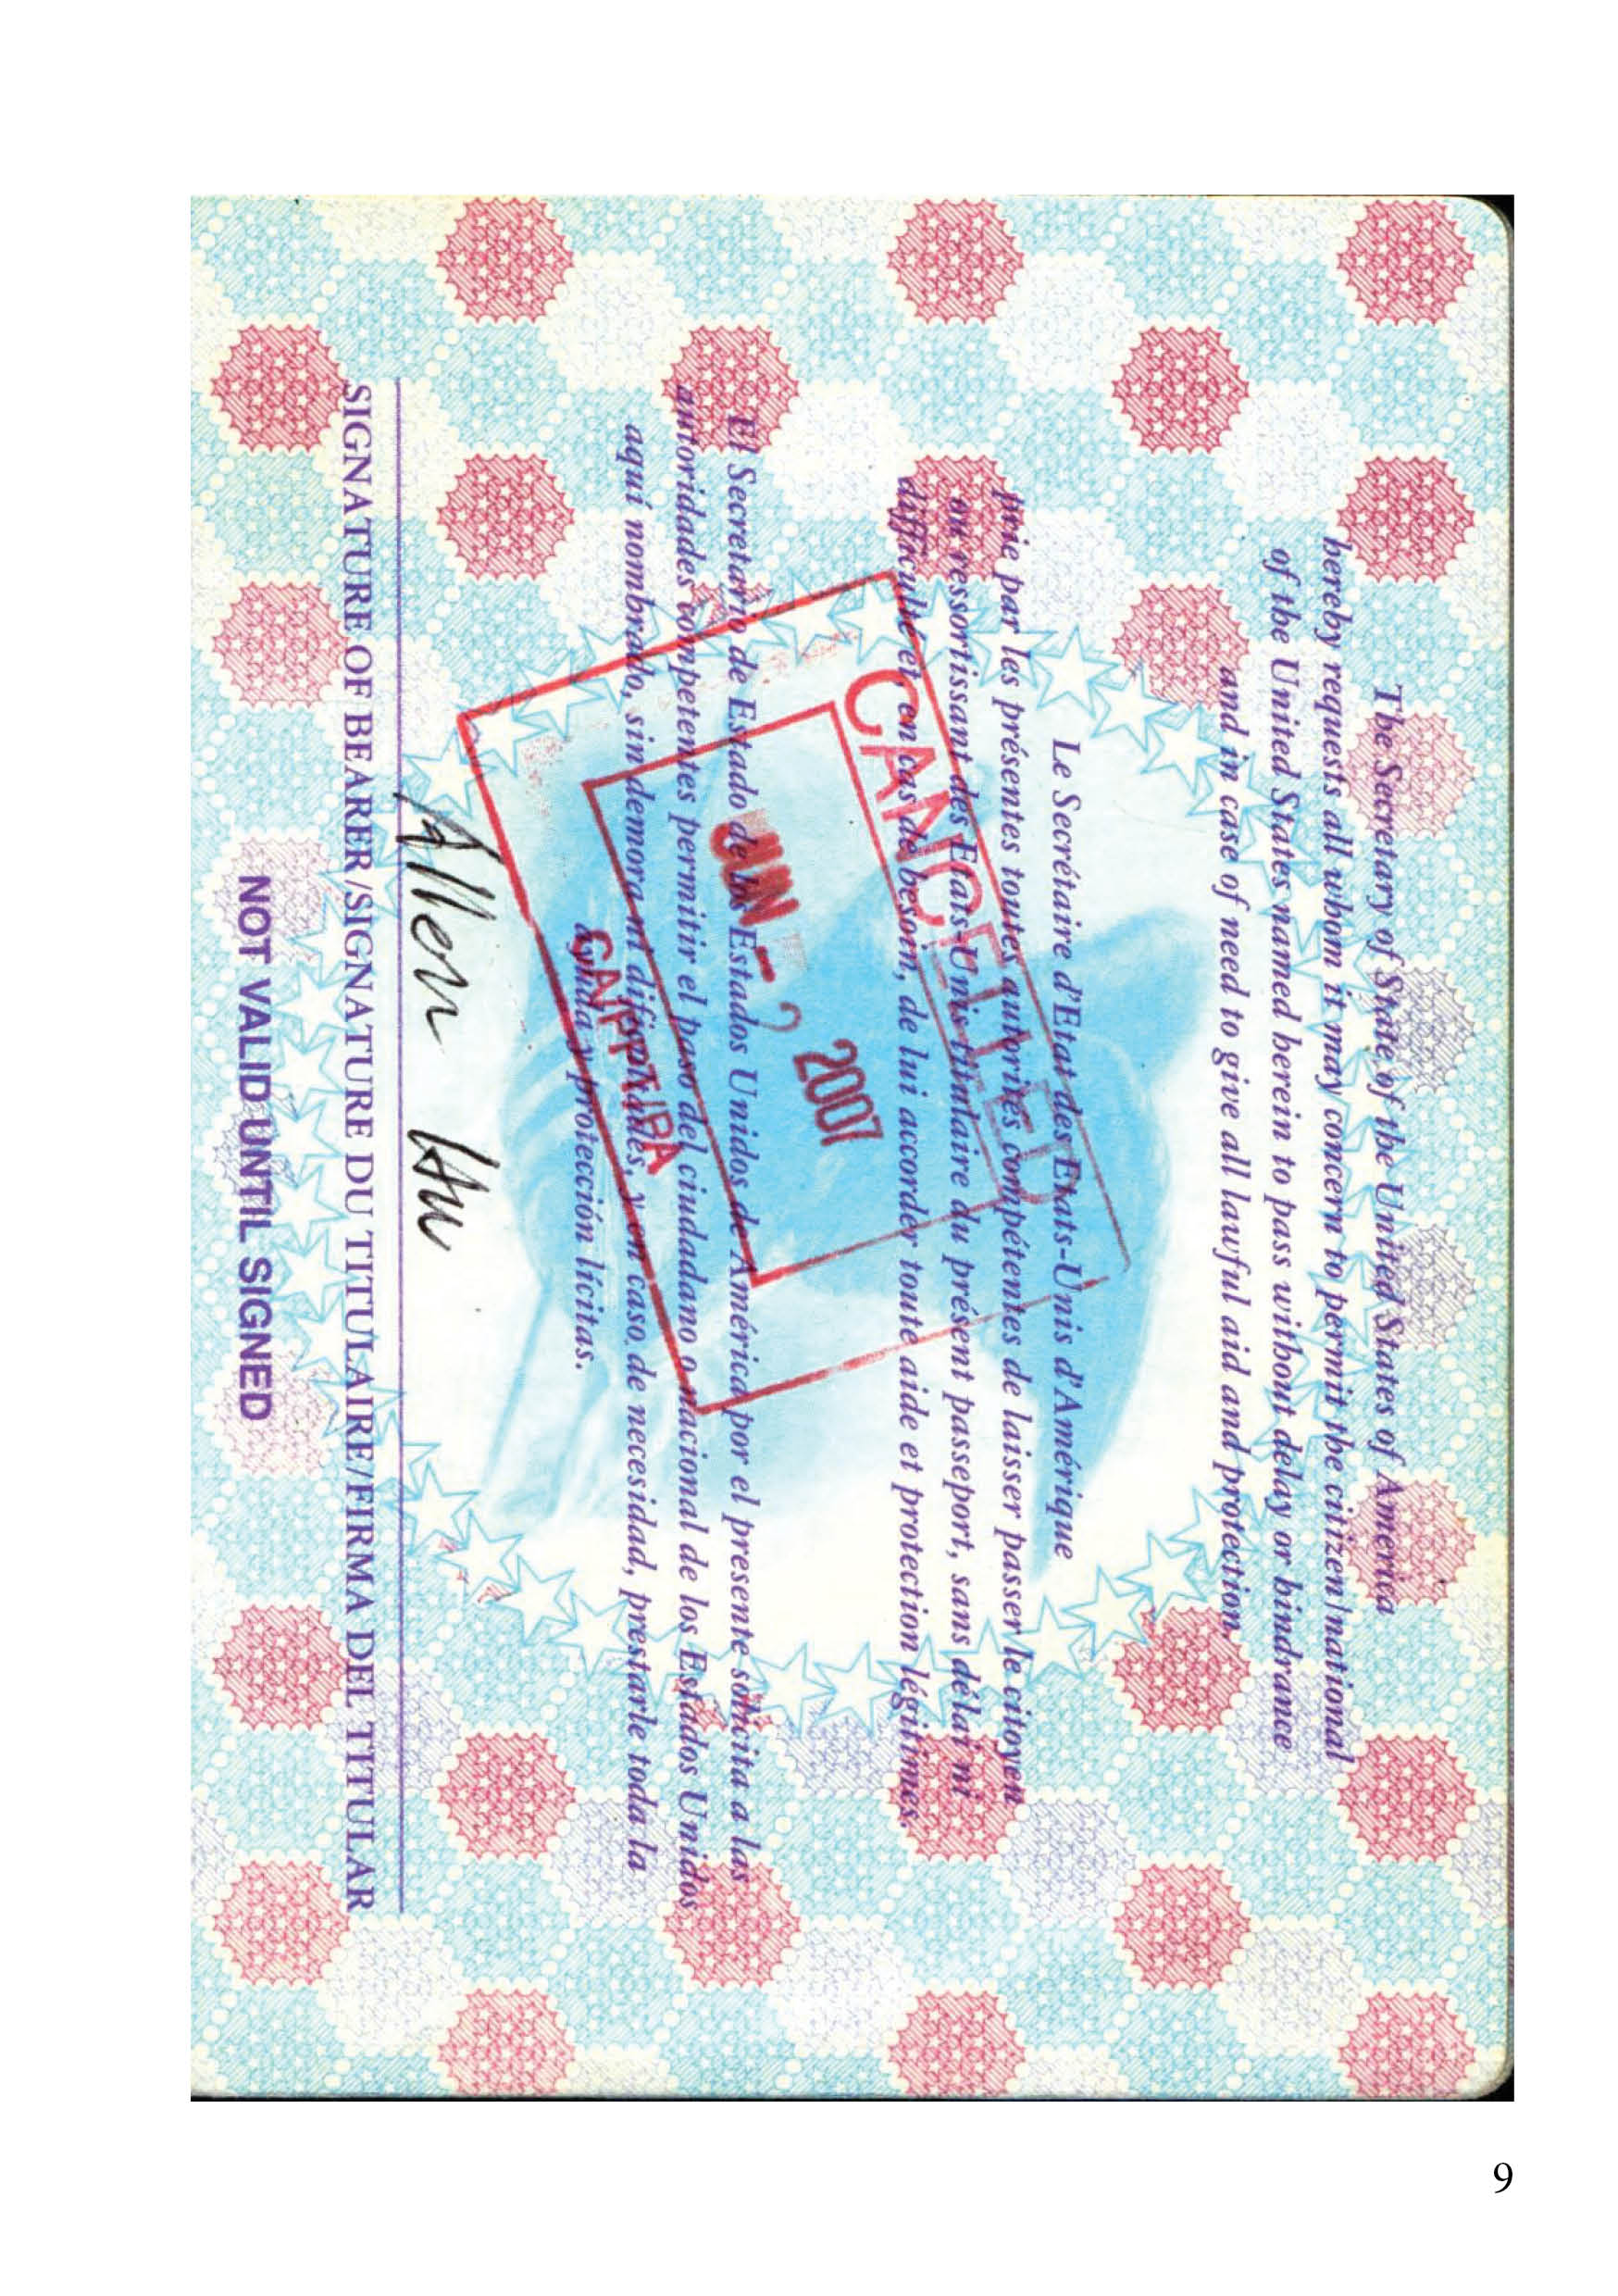 The Secretary of State of the United States of America
hereby requests all whom it may concern to permit the citizen/national
of the United States named herein to pass without delay or hindrance
and in case of need to give all lawful aid and protection.
Le Secrétaire d'Etat des Etats-Unis d'Amérique
prie par les présentes toutes autorités compétentes de laisser passer le citoyen
ou ressortissant des Etats-Unis titulaire du présent passeport, sans délai ni
difficulté et, en cas de besoin, de lui accorder toute aide et protection légitimes.
El Secretario de Estado de los Estados Unidos de América por el presente solicita a las
autoridades competentes permitir el paso del ciudadano o nacional de los Estados Unidos
aquí nombrado, sin demora ni dificultades, y en caso de necesidad, prestarle toda la
ayuda y protección lícitas.
CANCELLED
JUN - 2 2007
CAPPT/BA
Allen
SIGNATURE OF BEARER/SIGNATURE DU TITULAIRE/FIRMA DEL TITULAR
NOT VALID UNTIL SIGNED
9